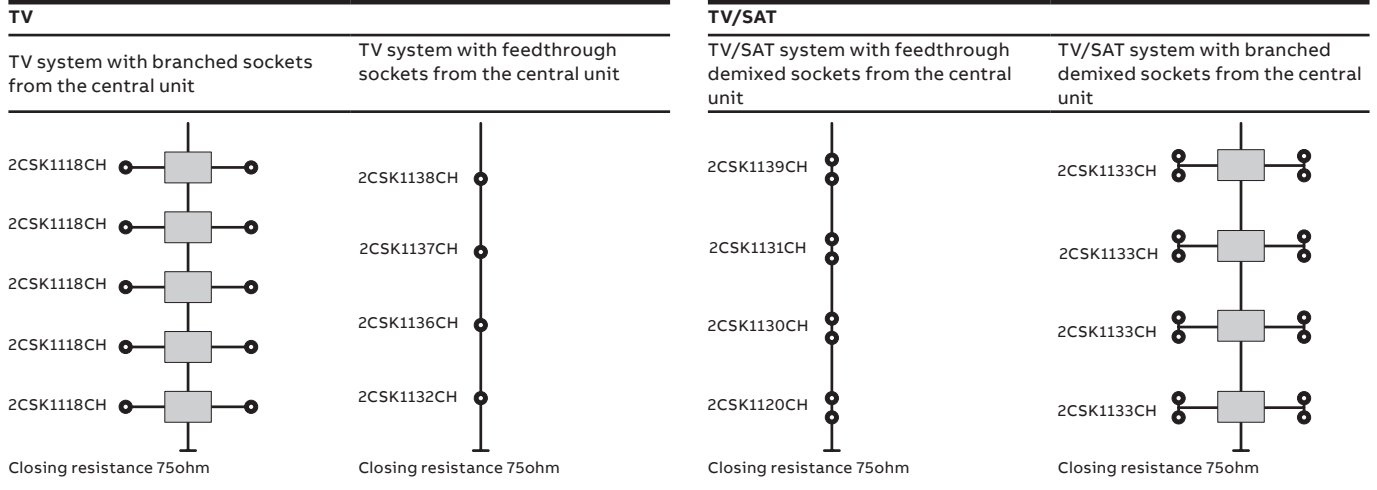 TV
TV system with branched sockets
from the central unit
TV system with feedthrough
sockets from the central unit
2CSK1118CH
2CSK1118CH
2CSK1118CH
2CSK1118CH
2CSK1118CH
Closing resistance 75ohm
2CSK1138CH
2CSK1137CH
2CSK1136CH
2CSK1132CH
Closing resistance 75ohm
TV/SAT
TV/SAT system with feedthrough
demixed sockets from the central
unit
TV/SAT system with branched
demixed sockets from the central
unit
2CSK1139CH
2CSK1131CH
2CSK1130CH
2CSK1120CH
Closing resistance 75ohm
2CSK1133CH
2CSK1133CH
2CSK1133CH
2CSK1133CH
Closing resistance 75ohm